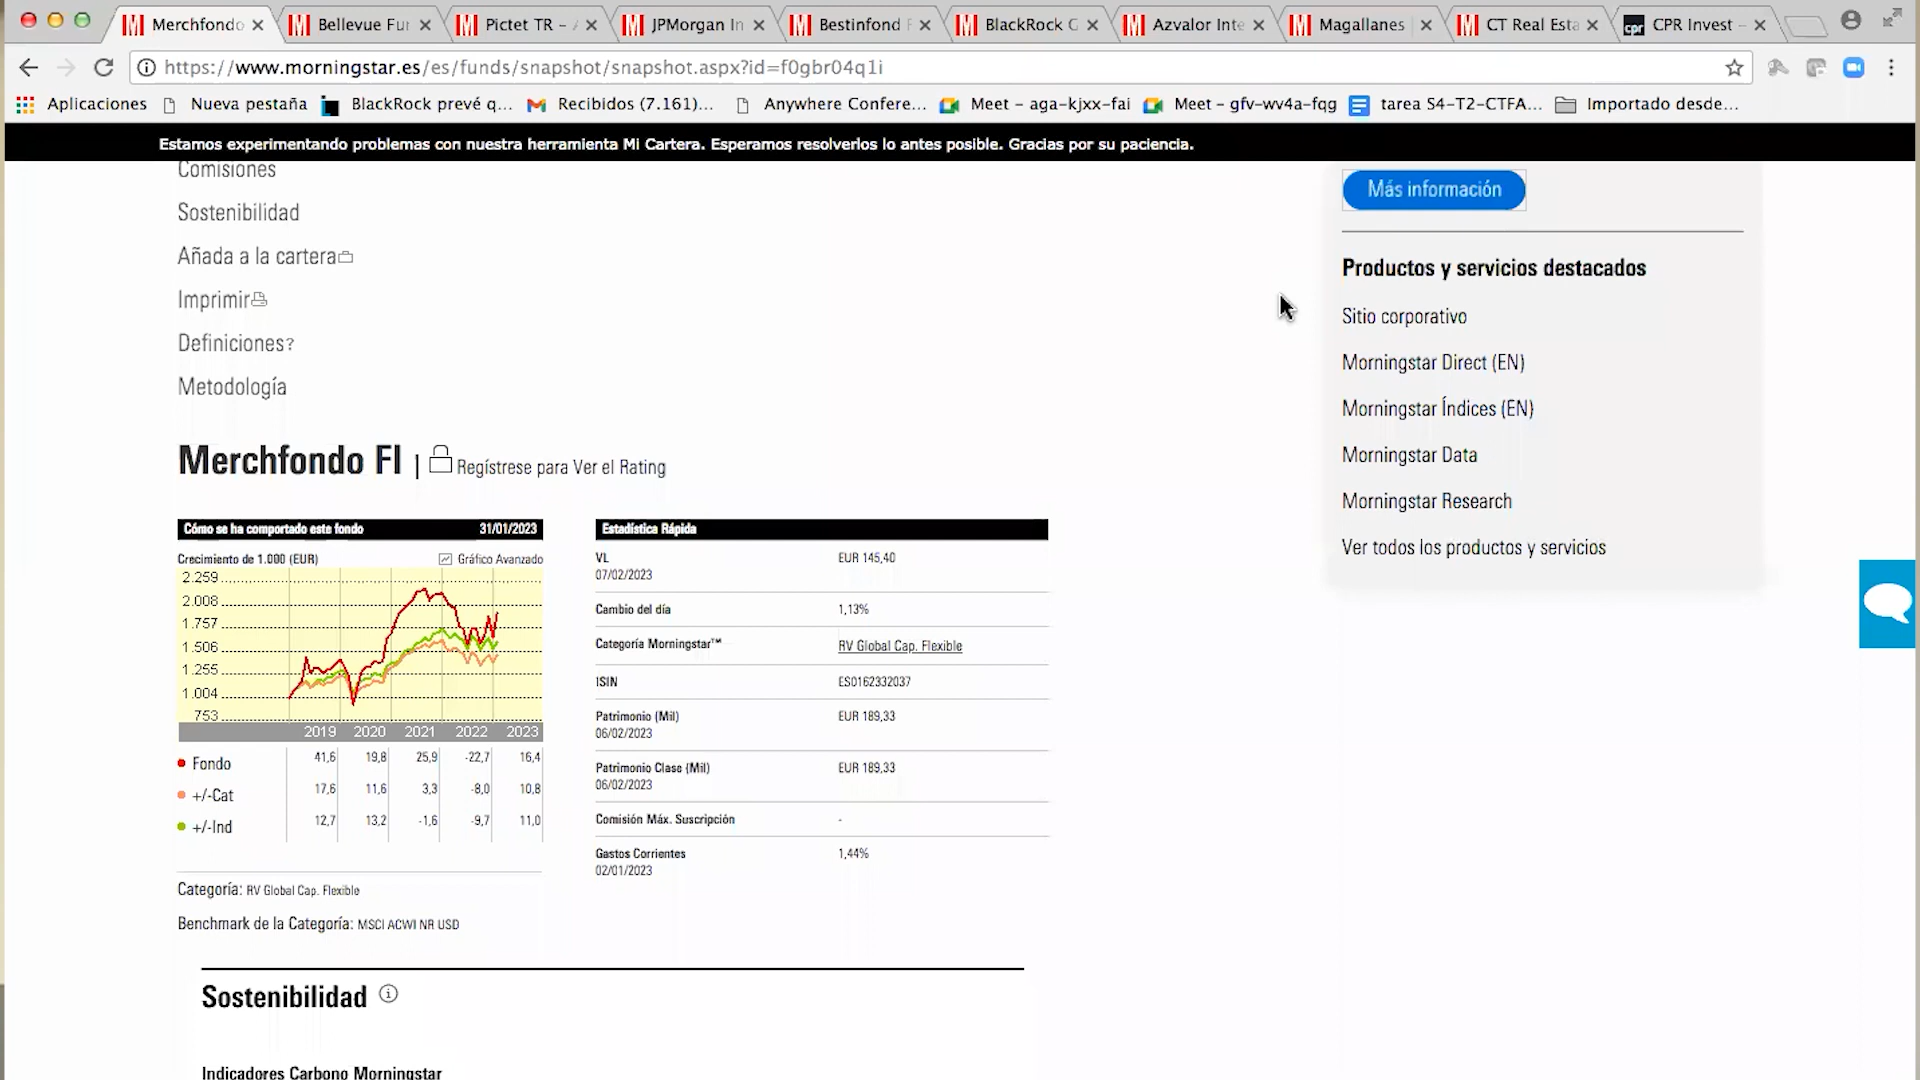 Merchfondo
Bellevue Fun
Pictet TR – A
JPMorgan In
Bestinfond F
BlackRock G
Azvalor Inte
Magallanes
CT Real Esta
cpr CPR Invest –
https://www.morningstar.es/es/funds/snapshot/snapshot.aspx?id=f0gbr04q1i
Aplicaciones
Nueva pestaña
BlackRock prevé q...
Recibidos (7.161)...
Anywhere Confere...
Meet – aga-kjxx-fai
Meet – gfv-wv4a-fqg
tarea S4-T2-CTFA...
Importado desde...
Estamos experimentando problemas con nuestra herramienta Mi Cartera. Esperamos resolverlos lo antes posible. Gracias por su paciencia.
Comisiones
Sostenibilidad
Añada a la cartera
Imprimir
Definiciones?
Metodología
Más información
Productos y servicios destacados
Sitio corporativo
Morningstar Direct (EN)
Morningstar Índices (EN)
Morningstar Data
Morningstar Research
Ver todos los productos y servicios
Merchfondo FI | Regístrese para Ver el Rating
Cómo se ha comportado este fondo 31/01/2023
Crecimiento de 1.000 (EUR) Gráfico Avanzado
2.259
2.008
1.757
1.506
1.255
1.004
753
2019 2020 2021 2022 2023
Fondo 41,6 19,8 25,9 -22,7 16,4
+/-Cat 17,6 11,6 3,3 -8,0 10,8
+/-Ind 12,7 13,2 -1,6 -9,7 11,0
Categoría: RV Global Cap. Flexible
Benchmark de la Categoría: MSCI ACWI NR USD
Estadística Rápida
VL EUR 145,40
07/02/2023
Cambio del día 1,13%
Categoría Morningstar™ RV Global Cap. Flexible
ISIN ES0162332037
Patrimonio (Mil) EUR 189,33
06/02/2023
Patrimonio Clase (Mil) EUR 189,33
06/02/2023
Comisión Máx. Suscripción -
Gastos Corrientes 1,44%
02/01/2023
Sostenibilidad
Indicadores Carbono Morningstar